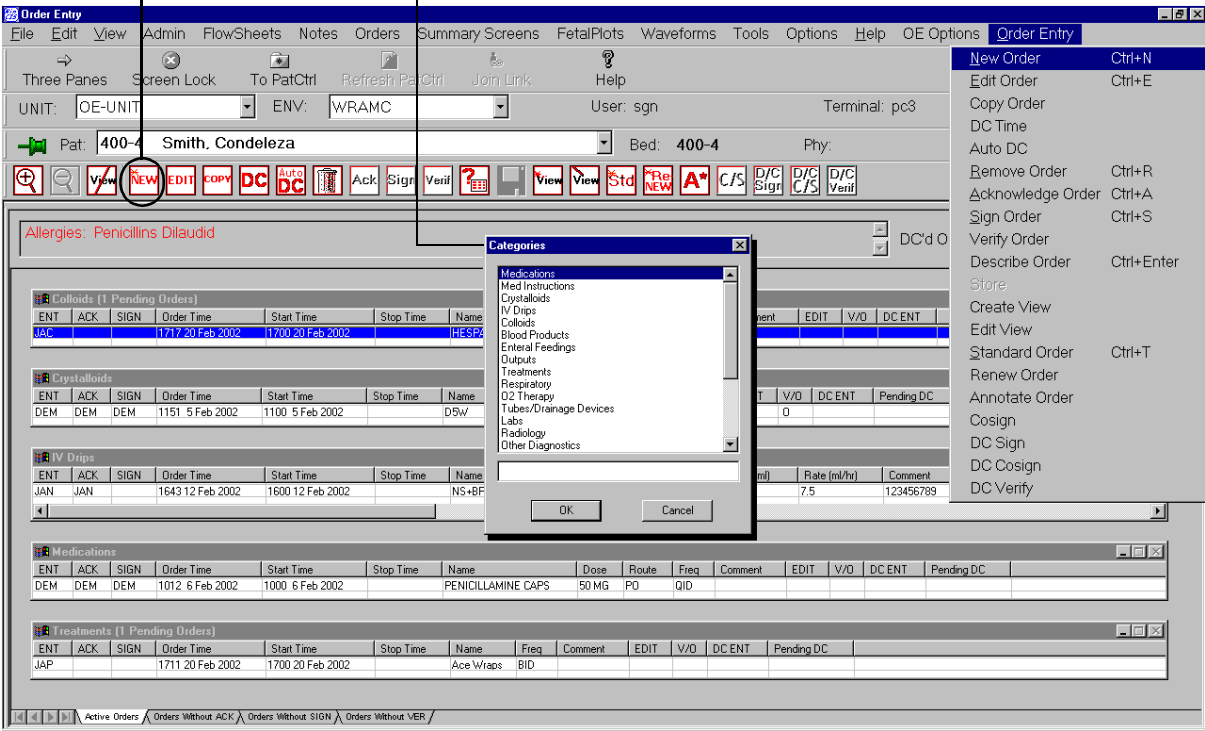 Order Entry
File Edit View Admin FlowSheets Notes Orders Summary Screens FetalPlots Waveforms Tools Options Help OE Options Order Entry
Three Panes Screen Lock To PatCtrl Refresh PatCtrl Join Link Help
UNIT: OE-UNIT ENV: WRAMC User: sgn Terminal: pc3
Pat: 400-4 Smith, Condeleza Bed: 400-4 Phy:
View NEW EDIT COPY DC Auto DC Ack Sign Verif ? View View Std Re NEW A* C/S D/C Sign D/C C/S D/C Verif
New Order Ctrl+N
Edit Order Ctrl+E
Copy Order
DC Time
Auto DC
Remove Order Ctrl+R
Acknowledge Order Ctrl+A
Sign Order Ctrl+S
Verify Order
Describe Order Ctrl+Enter
Store
Create View
Edit View
Standard Order Ctrl+T
Renew Order
Annotate Order
Cosign
DC Sign
DC Cosign
DC Verify
Allergies: Penicillins Dilaudid DC'd O
Categories
Medications
Med Instructions
Crystalloids
IV Drips
Colloids
Blood Products
Enteral Feedings
Outputs
Treatments
Respiratory
O2 Therapy
Tubes/Drainage Devices
Labs
Radiology
Other Diagnostics
OK Cancel
Colloids (1 Pending Orders)
ENT ACK SIGN Order Time Start Time Stop Time Name EDIT V/O DC ENT
JAC 1717 20 Feb 2002 1700 20 Feb 2002 HESPA
Crystalloids
ENT ACK SIGN Order Time Start Time Stop Time Name T V/O DC ENT Pending DC
DEM DEM DEM 1151 5 Feb 2002 1100 5 Feb 2002 D5W O
IV Drips
ENT ACK SIGN Order Time Start Time Stop Time Name ml) Rate (ml/hr) Comment
JAN JAN 1643 12 Feb 2002 1600 12 Feb 2002 NS+BF 7.5 123456789
Medications
ENT ACK SIGN Order Time Start Time Stop Time Name Dose Route Freq Comment EDIT V/O DC ENT Pending DC
DEM DEM DEM 1012 6 Feb 2002 1000 6 Feb 2002 PENICILLAMINE CAPS 50 MG PO QID
Treatments (1 Pending Orders)
ENT ACK SIGN Order Time Start Time Stop Time Name Freq Comment EDIT V/O DC ENT Pending DC
JAP 1711 20 Feb 2002 1700 20 Feb 2002 Ace Wraps BID
Active Orders Orders Without ACK Orders Without SIGN Orders Without VER